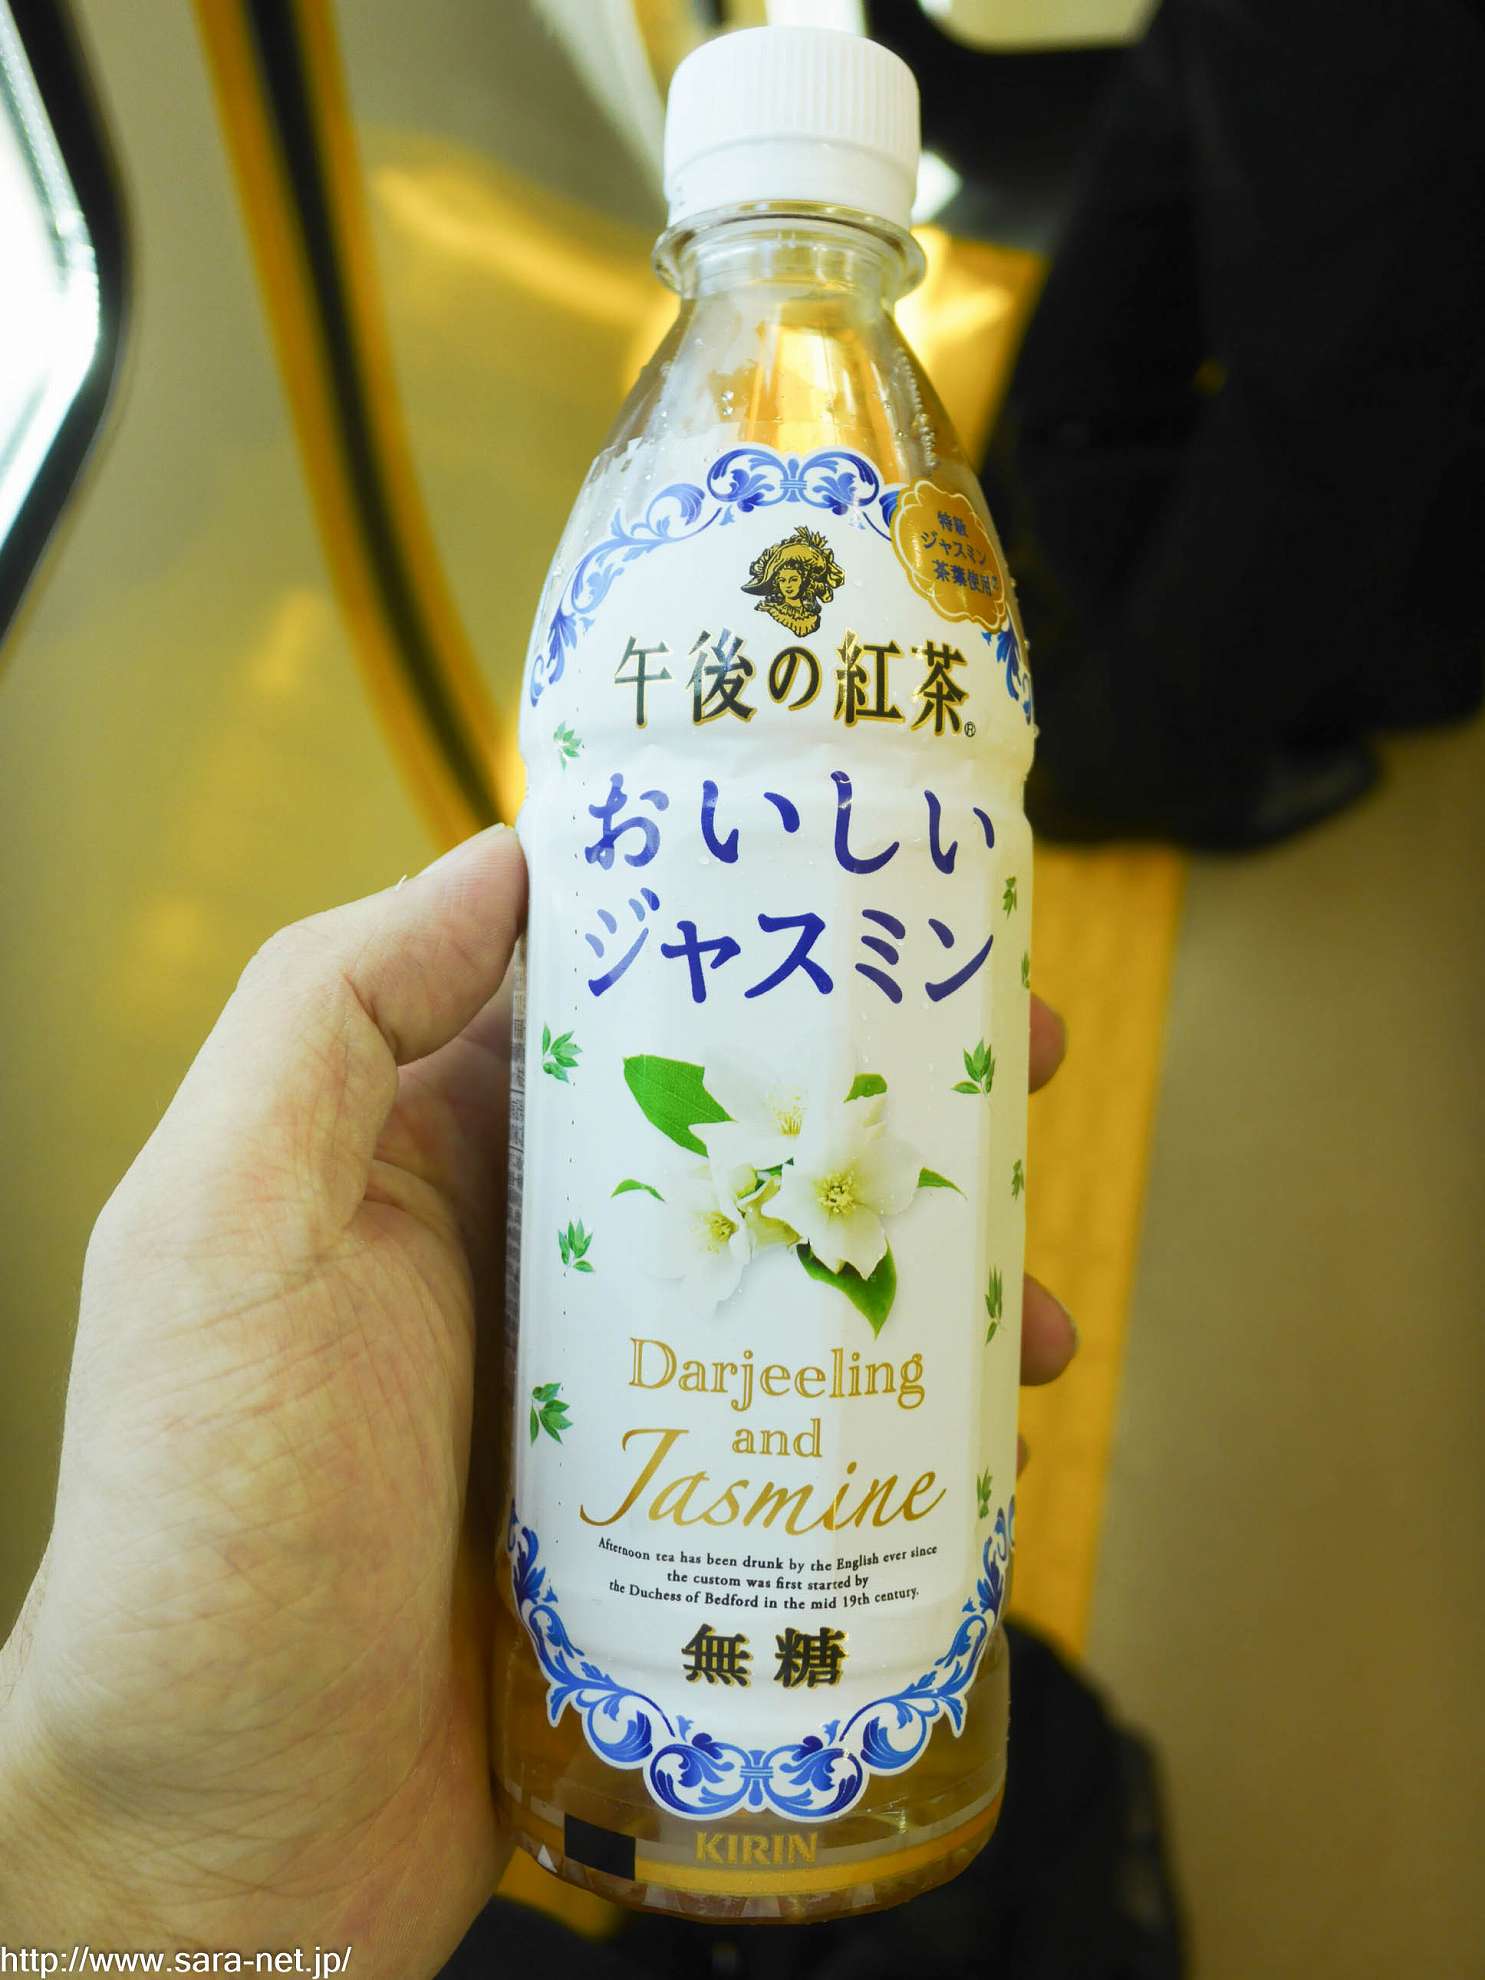 特級
ジャスミン
茶葉使用
午後の紅茶®
おいしい
ジャスミン
Darjeeling
and
Jasmine
Afternoon tea has been drunk by the English ever since
the custom was first started by
the Duchess of Bedford in the mid 19th century.
無糖
KIRIN
http://www.sara-net.jp/